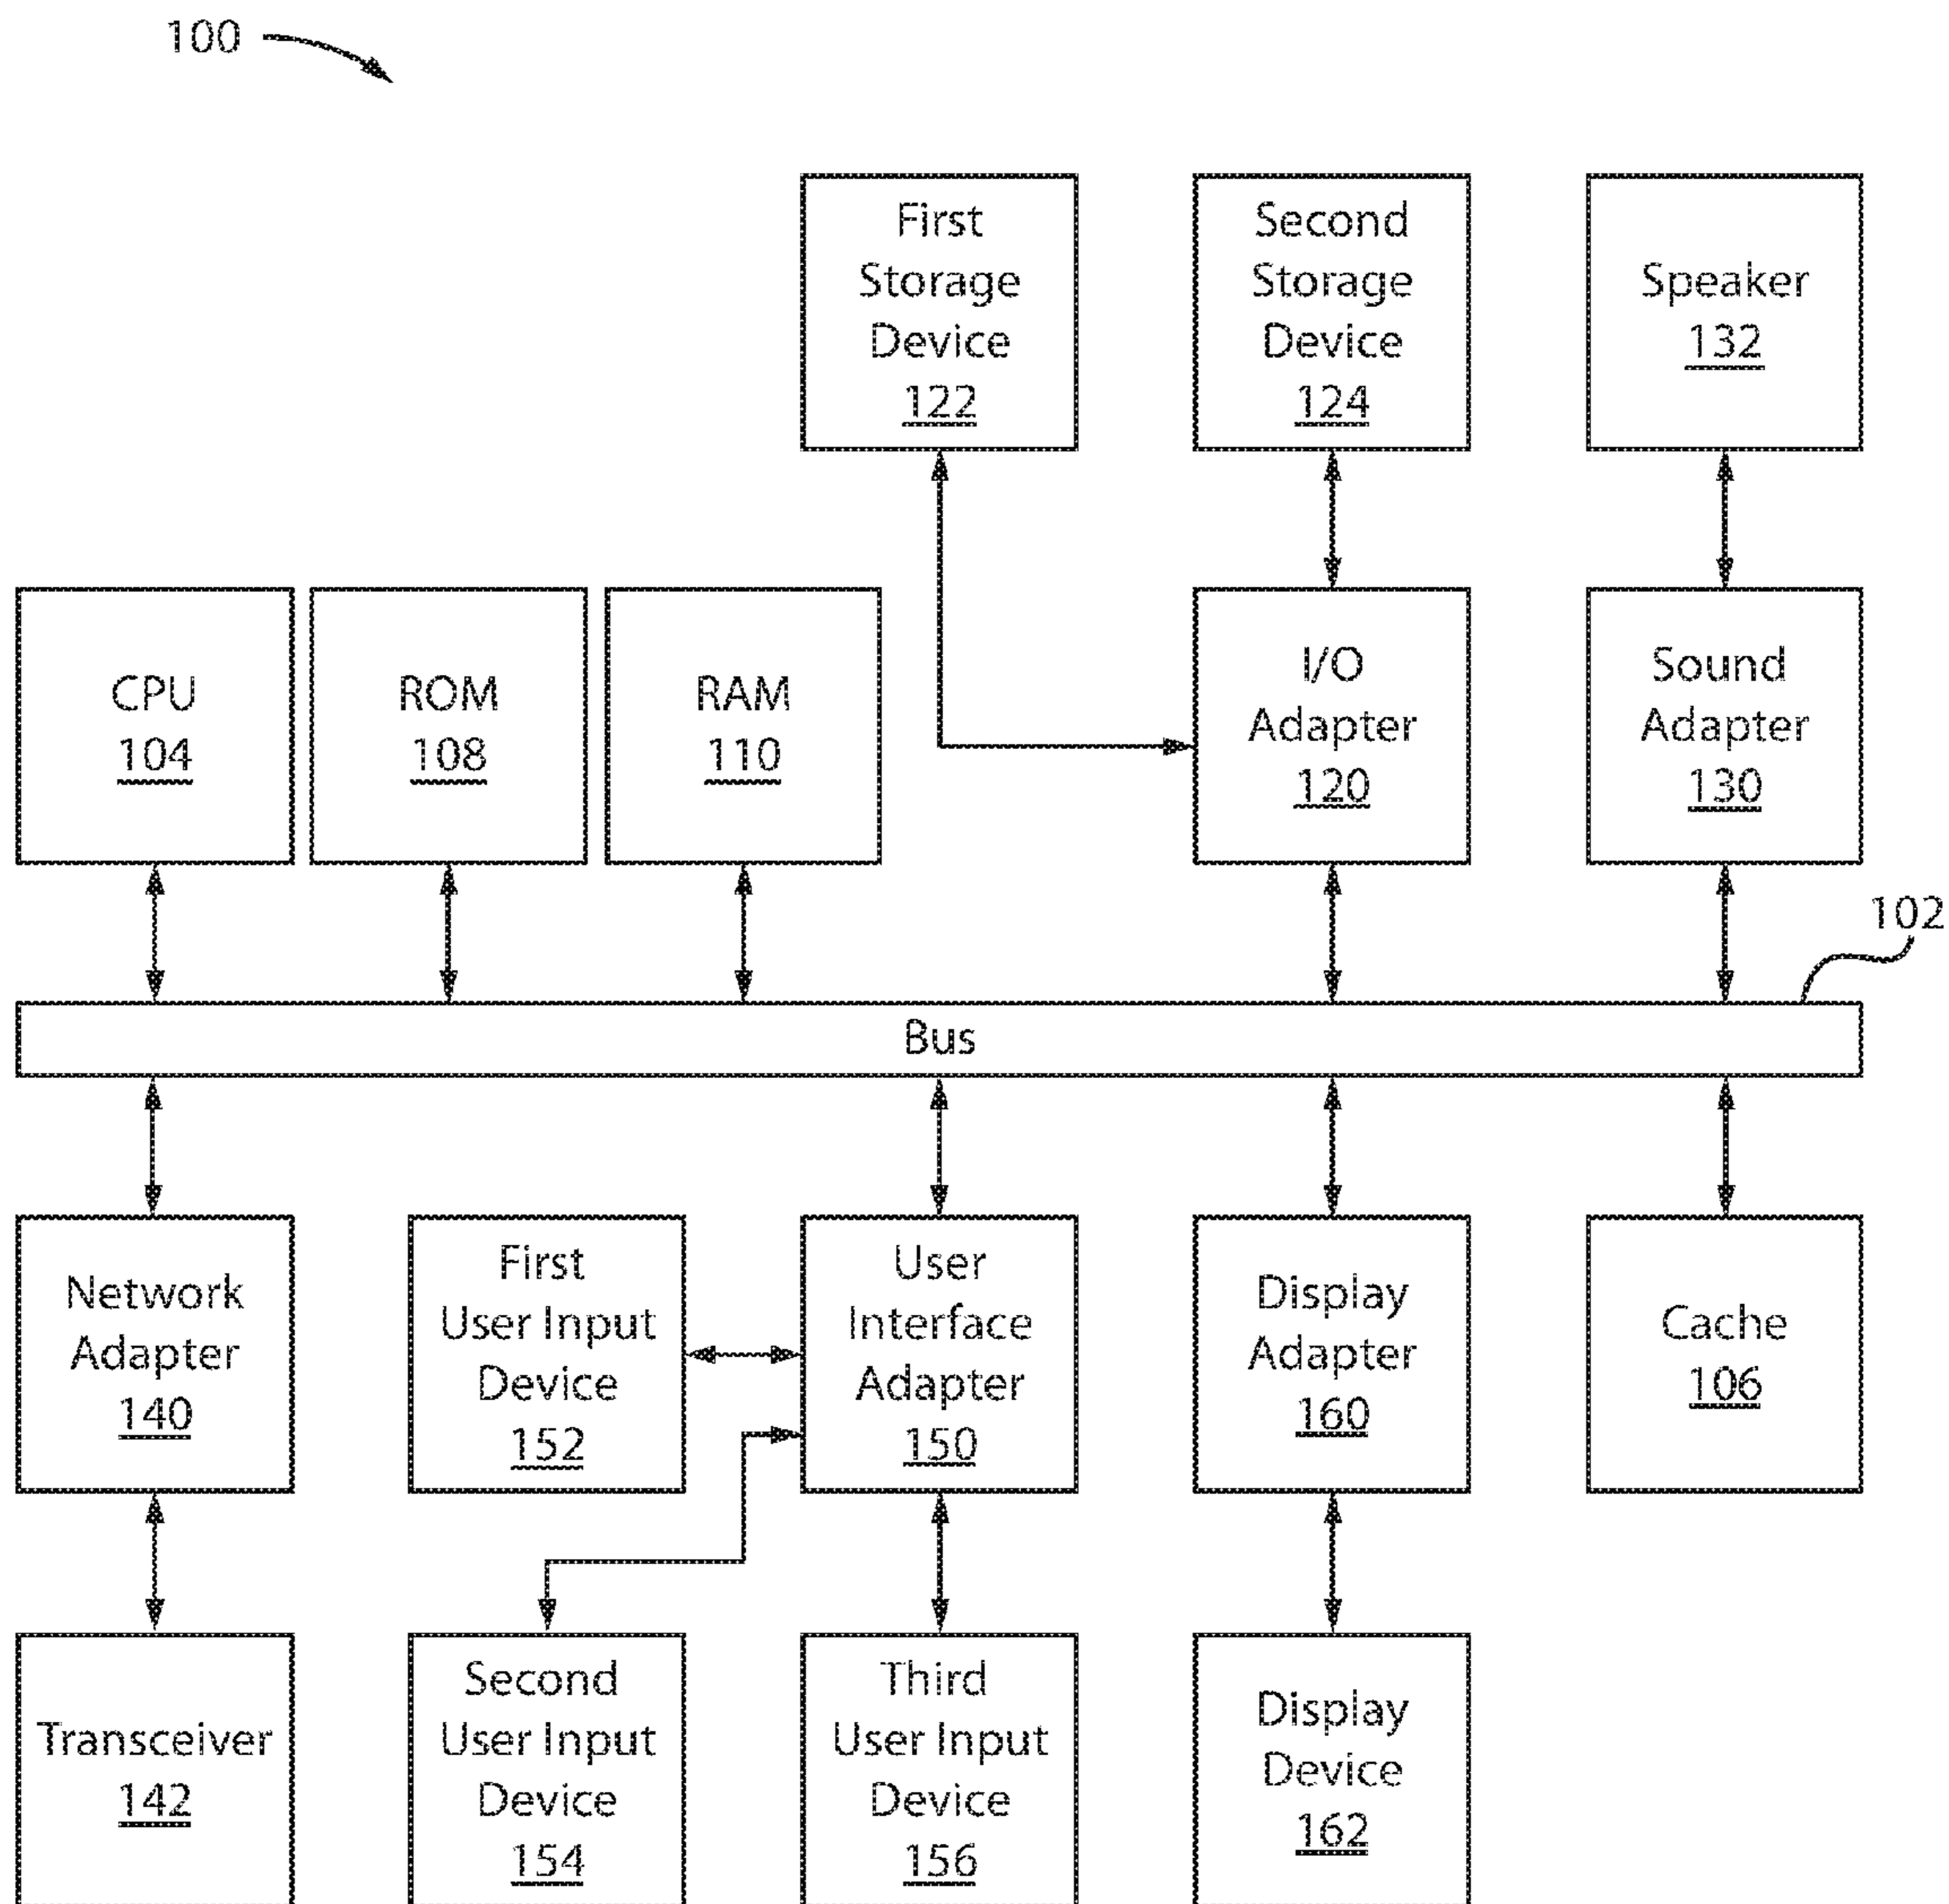 100
First
Storage
Device
122
Second
Storage
Device
124
Speaker
132
CPU
104
ROM
108
RAM
110
I/O
Adapter
120
Sound
Adapter
130
102
Bus
Network
Adapter
140
First
User Input
Device
152
User
Interface
Adapter
150
Display
Adapter
160
Cache
106
Transceiver
142
Second
User Input
Device
154
Third
User Input
Device
156
Display
Device
162